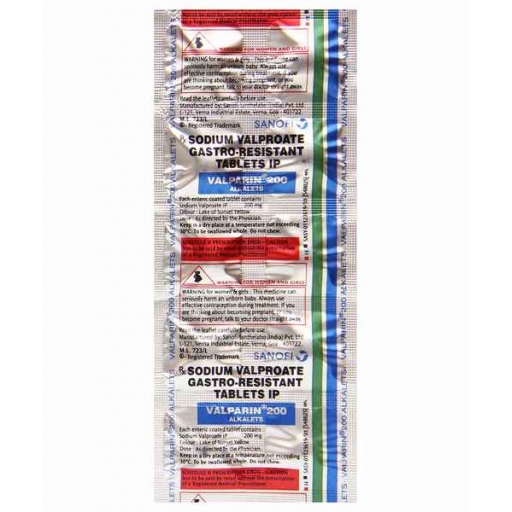 not to be sold by retail without the prescription
of a Registered Medical Practitioner.
WARNING FOR WOMEN AND GIRLS
WARNING for women & girls : This medicine can
seriously harm an unborn baby. Always use
effective contraception during treatment. If you
are thinking about becoming pregnant, or you
become pregnant, talk to your doctor straight away.
Read the leaflet carefully before use.
Manufactured by: Sanofi-Synthelabo (India) Pvt. Ltd.
L-121, Verna Industrial Estate, Verna, Goa - 403722
M.L. 723/L
®- Registered Trademark SANOFI
SODIUM VALPROATE
GASTRO-RESISTANT
TABLETS IP
VALPARIN® 200
ALKALETS
Each enteric coated tablet contains :
Sodium Valproate IP 200 mg
Colour : Lake of Sunset Yellow
As directed by the Physician.
Keep in a dry place at a temperature not exceeding
30°C. To be swallowed whole. Do not chew.
SCHEDULE H PRESCRIPTION DRUG - CAUTION
Not to be sold by retail without the prescription
of a Registered Medical Practitioner.
WARNING FOR WOMEN AND GIRLS
WARNING for women & girls : This medicine can
seriously harm an unborn baby. Always use
effective contraception during treatment. If you
are thinking about becoming pregnant, or you
become pregnant, talk to your doctor straight away.
Read the leaflet carefully before use.
Manufactured by: Sanofi-Synthelabo (India) Pvt. Ltd.
L-121, Verna Industrial Estate, Verna, Goa - 403722
M.L. 723/L
®- Registered Trademark SANOFI
SODIUM VALPROATE
GASTRO-RESISTANT
TABLETS IP
VALPARIN® 200
ALKALETS
Each enteric coated tablet contains :
Sodium Valproate IP 200 mg
Colour : Lake of Sunset Yellow
Dose : As directed by the Physician.
Keep in a dry place at a temperature not exceeding
30°C. To be swallowed whole. Do not chew.
SCHEDULE H PRESCRIPTION DRUG - CAUTION
Not to be sold by retail without the prescription
of a Registered Medical Practitioner.
VALPARIN® 200 ALKALETS
VALPARIN® 200 ALKALETS